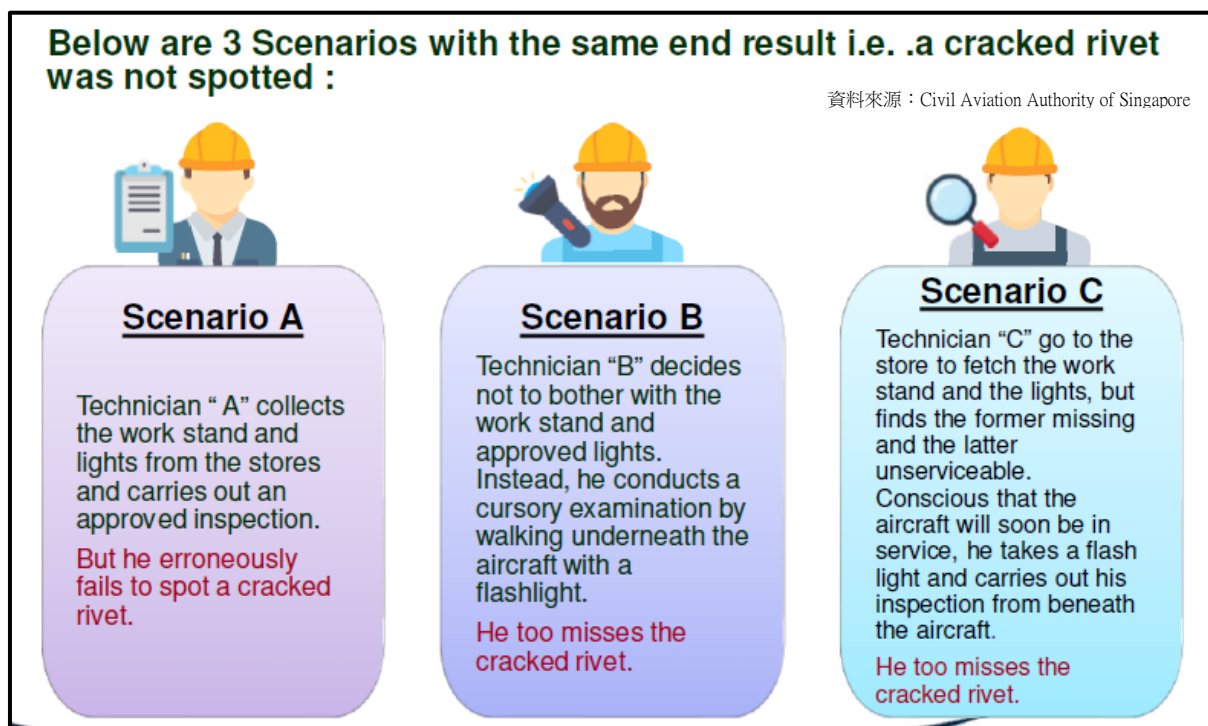 Below are 3 Scenarios with the same end result i.e. .a cracked rivet
was not spotted :
資料來源：Civil Aviation Authority of Singapore
Scenario A
Technician “ A” collects
the work stand and
lights from the stores
and carries out an
approved inspection.
But he erroneously
fails to spot a cracked
rivet.
Scenario B
Technician “B” decides
not to bother with the
work stand and
approved lights.
Instead, he conducts a
cursory examination by
walking underneath the
aircraft with a
flashlight.
He too misses the
cracked rivet.
Scenario C
Technician “C” go to the
store to fetch the work
stand and the lights, but
finds the former missing
and the latter
unserviceable.
Conscious that the
aircraft will soon be in
service, he takes a flash
light and carries out his
inspection from beneath
the aircraft.
He too misses the
cracked rivet.